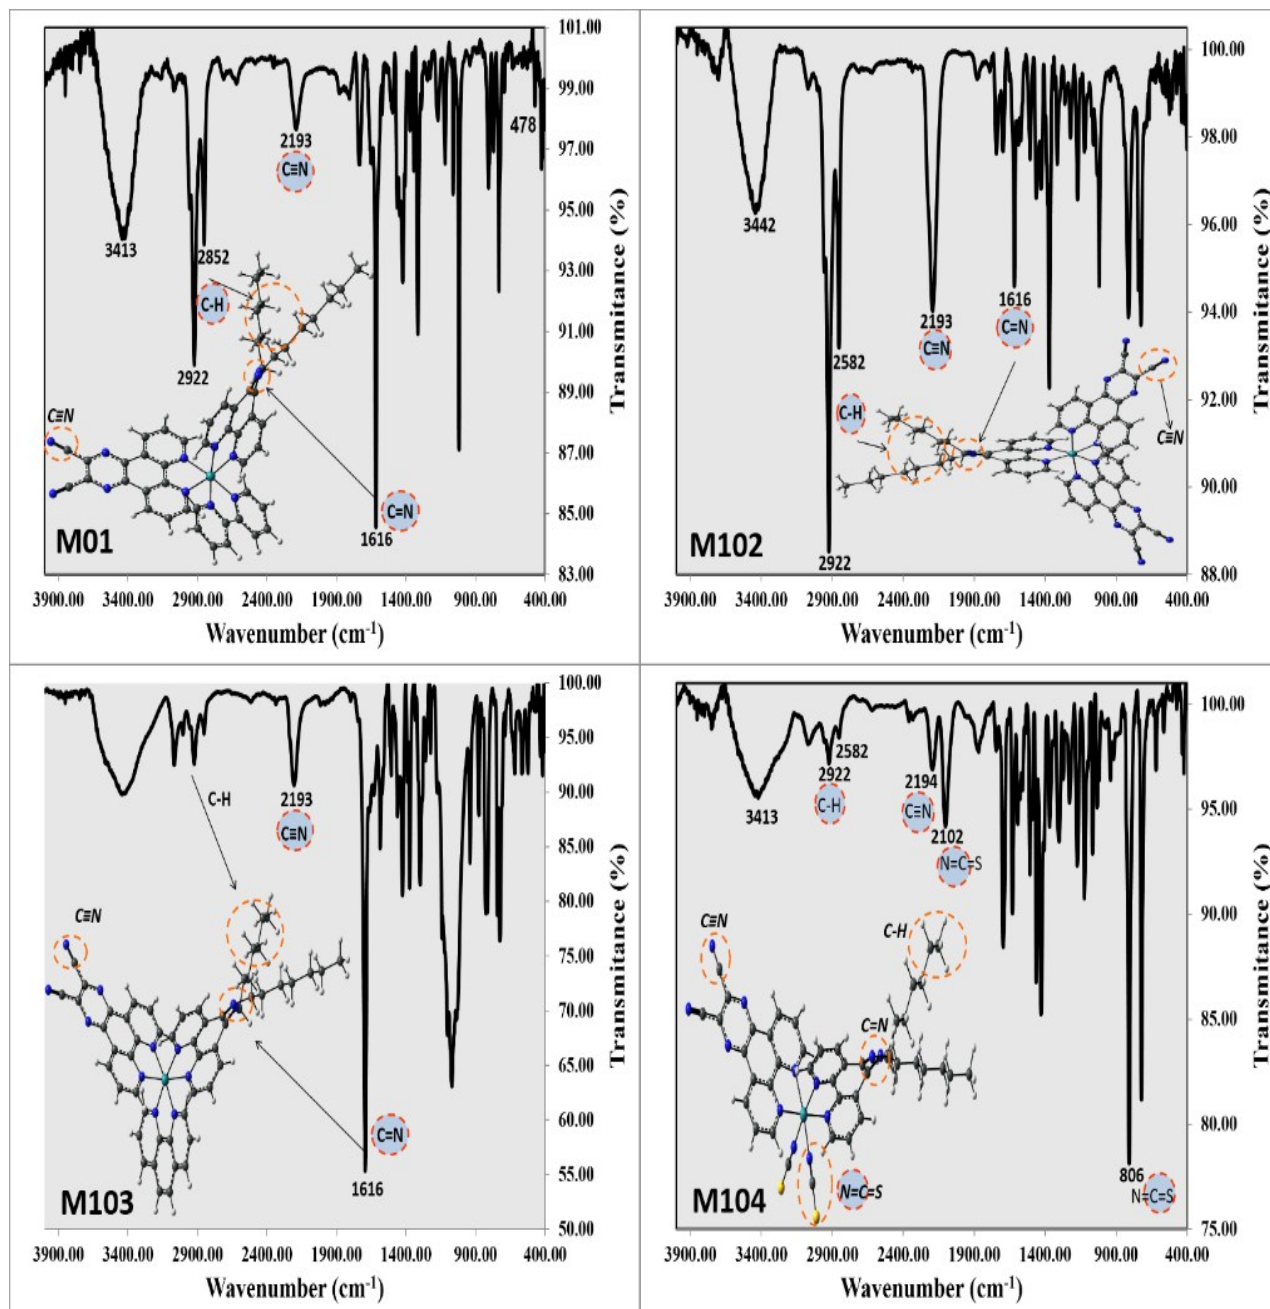 101.00
99.00
97.00
95.00
93.00
91.00
89.00
87.00
85.00
83.00
Transmitance (%)
478
2193
C≡N
3413
2852
C-H
2922
C≡N
C=N
1616
M01
3900.00 3400.00 2900.00 2400.00 1900.00 1400.00 900.00 400.00
Wavenumber (cm-1)
100.00
98.00
96.00
94.00
92.00
90.00
88.00
Transmitance (%)
3442
2193
C≡N
1616
C=N
2582
C-H
C≡N
2922
M102
3900.00 3400.00 2900.00 2400.00 1900.00 1400.00 900.00 400.00
Wavenumber (cm-1)
100.00
95.00
90.00
85.00
80.00
75.00
70.00
65.00
60.00
55.00
50.00
Transmitance (%)
C-H
2193
C≡N
C≡N
C=N
1616
M103
3900.00 3400.00 2900.00 2400.00 1900.00 1400.00 900.00 400.00
Wavenumber (cm-1)
100.00
95.00
90.00
85.00
80.00
75.00
Transmitance (%)
2582
2922
C-H
2194
C≡N
3413
2102
N=C=S
C≡N
C-H
C=N
N=C=S
806
N=C=S
M104
3900.00 3400.00 2900.00 2400.00 1900.00 1400.00 900.00 400.00
Wavenumber (cm-1)